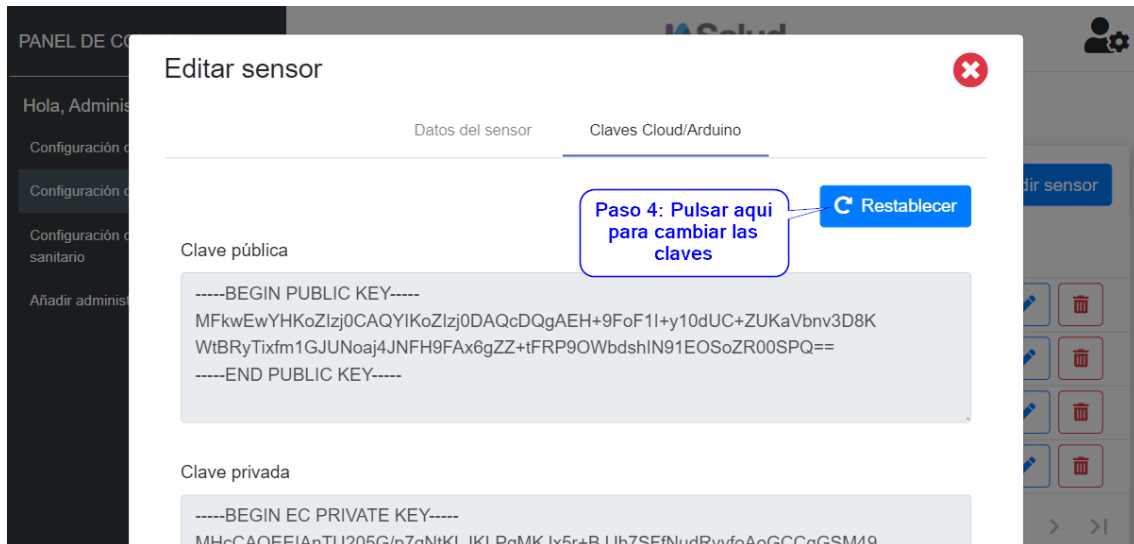 PANEL DE CO
Salud
Editar sensor
Hola, Adminis
Datos del sensor
Claves Cloud/Arduino
Configuración d
Configuración d
dir sensor
Restablecer
Paso 4: Pulsar aqui
para cambiar las
claves
Configuración d
sanitario
Clave pública
Añadir administ
-----BEGIN PUBLIC KEY-----
MFkwEwYHKoZIzj0CAQYIKoZIzj0DAQcDQgAEH+9FoF1I+y10dUC+ZUKaVbnv3D8K
WtBRyTixfm1GJUNoaj4JNFH9FAx6gZZ+tFRP9OWbdshIN91EOSoZR00SPQ==
-----END PUBLIC KEY-----
Clave privada
-----BEGIN EC PRIVATE KEY-----